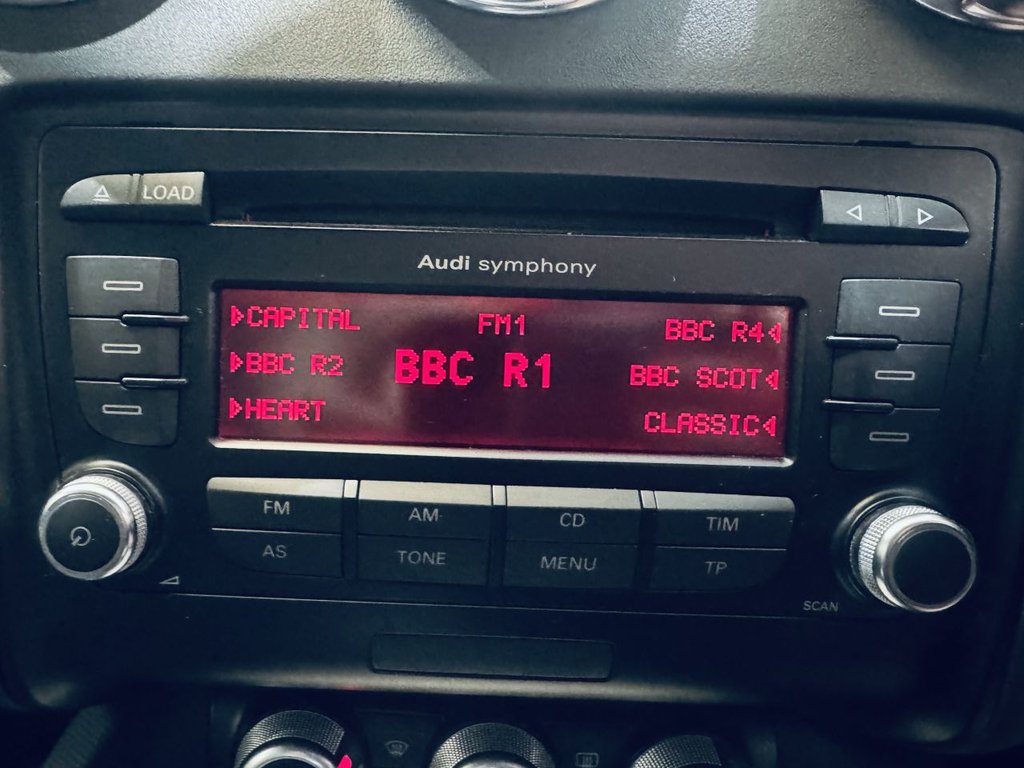 LOAD
Audi symphony
CAPITAL FM1 BBC R4
BBC R2 BBC R1 BBC SCOT
HEART CLASSIC
FM AM CD TIM
AS TONE MENU TP
SCAN